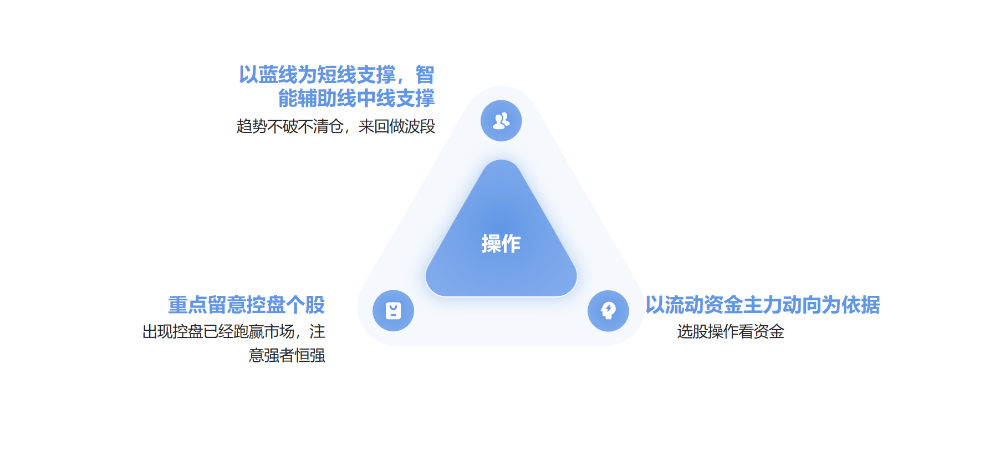 以蓝线为短线支撑，智
能辅助线中线支撑
趋势不破不清仓，来回做波段
操作
重点留意控盘个股
出现控盘已经跑赢市场，注
意强者恒强
以流动资金主力动向为依据
选股操作看资金